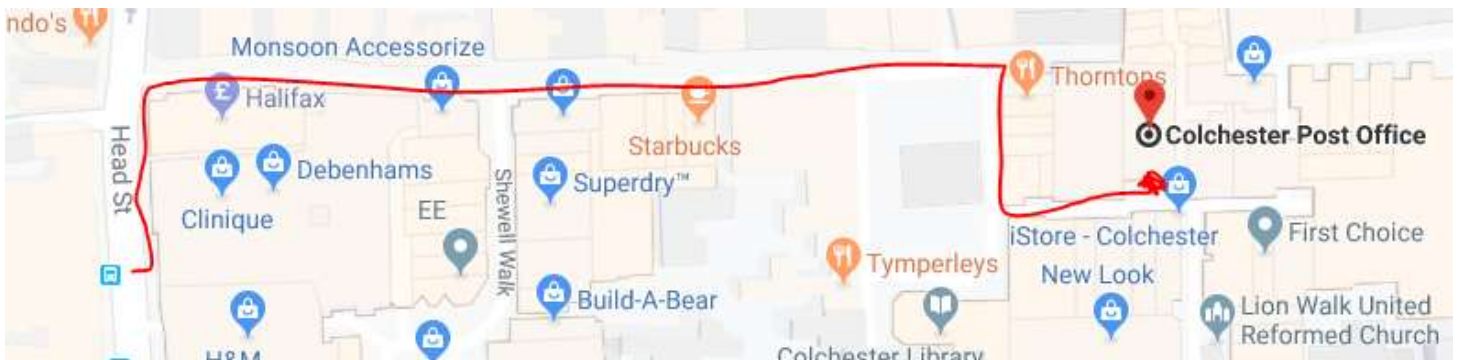 ndo's
Monsoon Accessorize
Halifax
Thorntons
Head St
Starbucks
Colchester Post Office
Debenhams
Superdry™
Clinique
EE
Shewell Walk
iStore - Colchester
First Choice
Tymperleys
New Look
Build-A-Bear
Lion Walk United
Reformed Church
H&M
Colchester Library